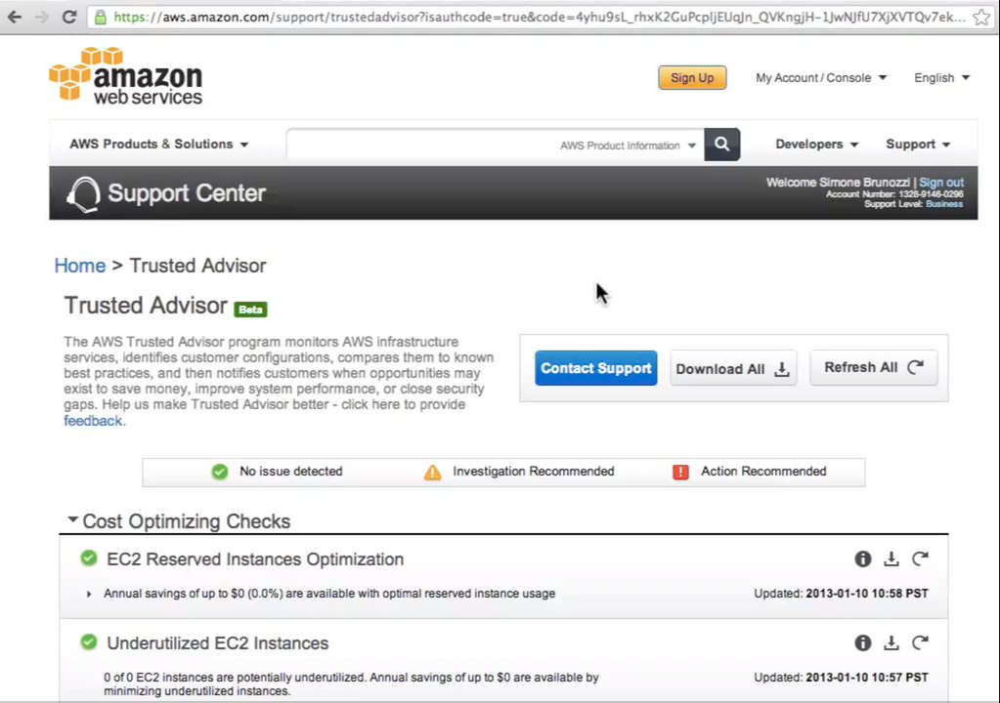 https://aws.amazon.com/support/trustedadvisor?isauthcode=true&code=4yhu9sL_rhxK2GuPcpljEUqJn_QVKngjH-1JwNJfU7XjXVTQv7ek...
amazon
web services
Sign Up
My Account / Console
English
AWS Products & Solutions
AWS Product Information
Developers
Support
Support Center
Welcome Simone Brunozzi | Sign out
Account Number: 1328-9146-0296
Support Level: Business
Home > Trusted Advisor
Trusted Advisor Beta
The AWS Trusted Advisor program monitors AWS infrastructure
services, identifies customer configurations, compares them to known
best practices, and then notifies customers when opportunities may
exist to save money, improve system performance, or close security
gaps. Help us make Trusted Advisor better - click here to provide
feedback.
Contact Support
Download All
Refresh All
No issue detected
Investigation Recommended
Action Recommended
Cost Optimizing Checks
EC2 Reserved Instances Optimization
Annual savings of up to $0 (0.0%) are available with optimal reserved instance usage
Updated: 2013-01-10 10:58 PST
Underutilized EC2 Instances
0 of 0 EC2 instances are potentially underutilized. Annual savings of up to $0 are available by
minimizing underutilized instances.
Updated: 2013-01-10 10:57 PST